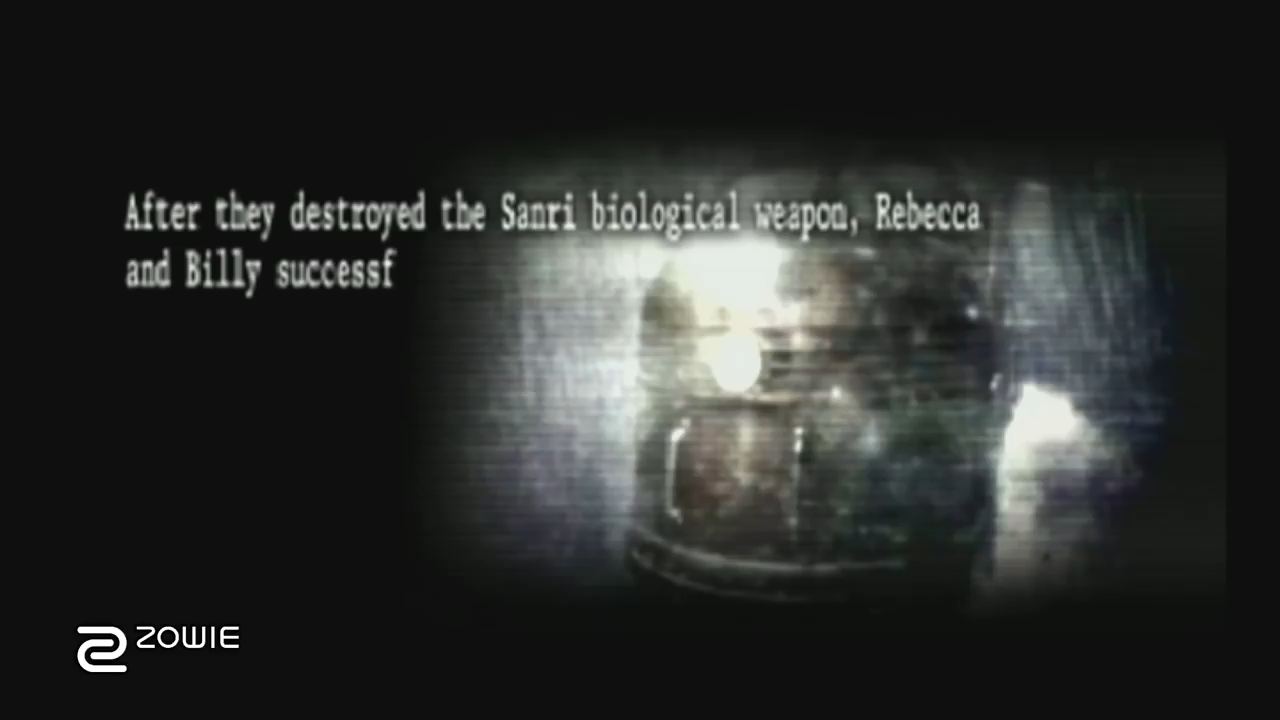 After they destroyed the Sanri biological weapon, Rebecca
and Billy successf
ZOWIE